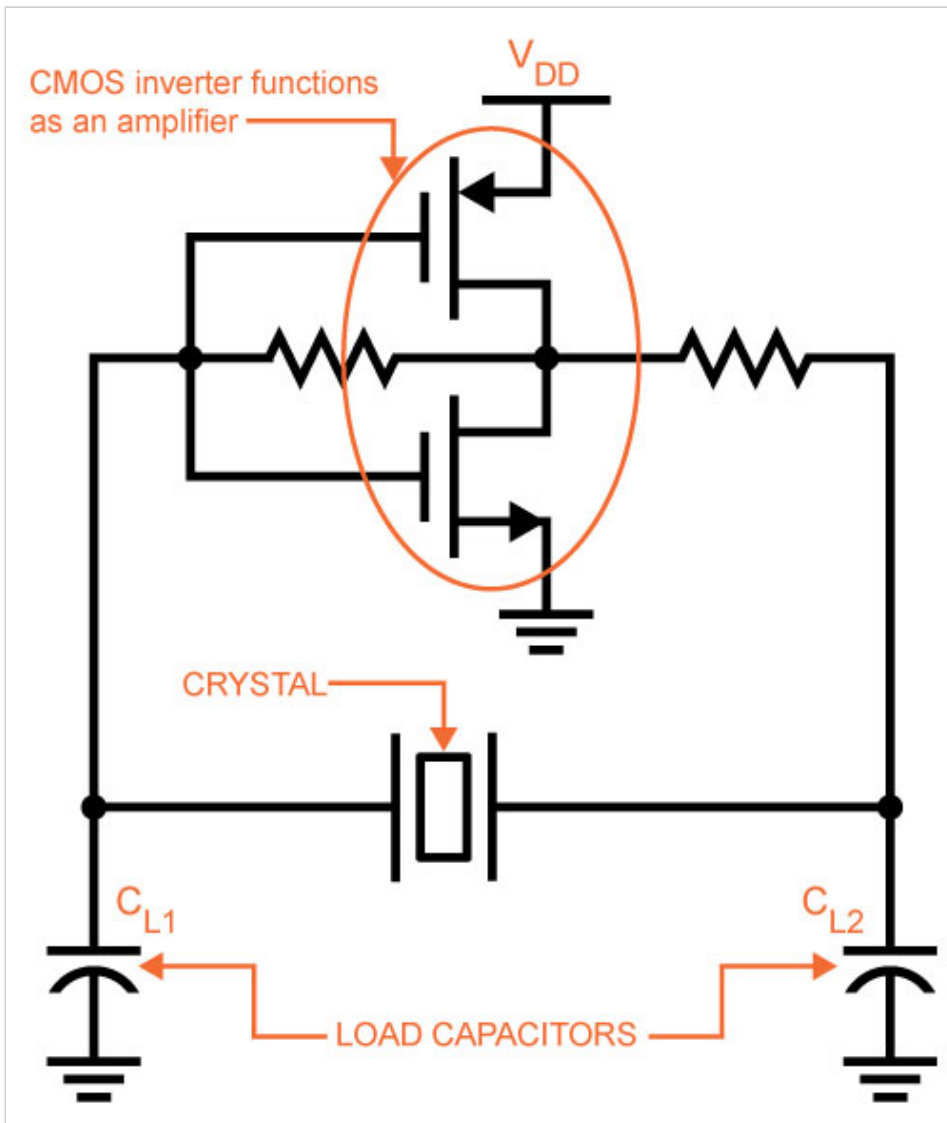 V_DD
CMOS inverter functions
as an amplifier
CRYSTAL
C_L1
C_L2
LOAD CAPACITORS